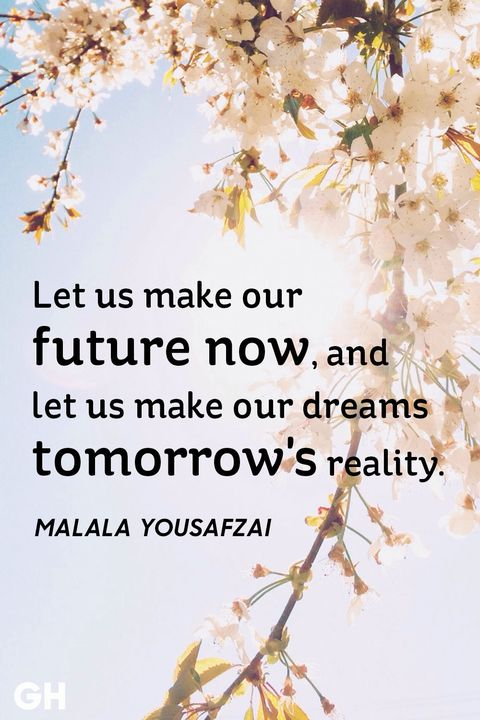 Let us make our
future now, and
let us make our dreams
tomorrow's reality.
MALALA YOUSAFZAI
GH